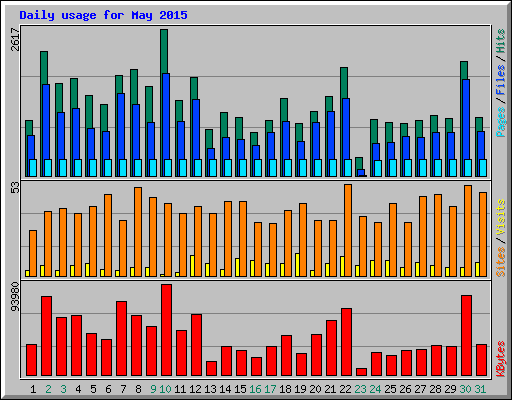 Daily usage for May 2015
2617
Pages / Files / Hits
53
Sites / Visits
93980
KBytes
1 2 3 4 5 6 7 8 9 10 11 12 13 14 15 16 17 18 19 20 21 22 23 24 25 26 27 28 29 30 31